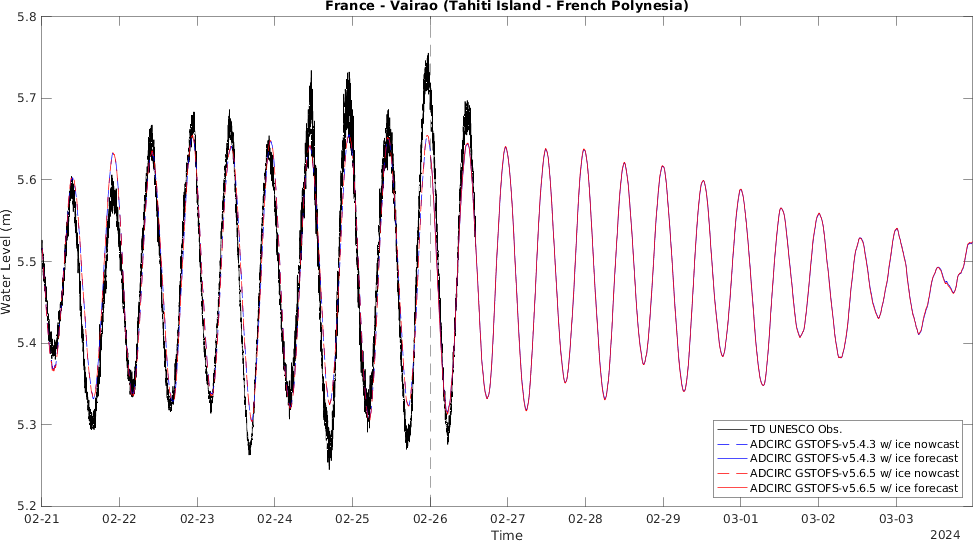 France - Vairao (Tahiti Island - French Polynesia)
5.8
5.7
5.6
5.5
5.4
5.3
5.2
Water Level (m)
TD UNESCO Obs.
ADCIRC GSTOFS-v5.4.3 w/ ice nowcast
ADCIRC GSTOFS-v5.4.3 w/ ice forecast
ADCIRC GSTOFS-v5.6.5 w/ ice nowcast
ADCIRC GSTOFS-v5.6.5 w/ ice forecast
02-21 02-22 02-23 02-24 02-25 02-26 02-27 02-28 02-29 03-01 03-02 03-03
Time
2024